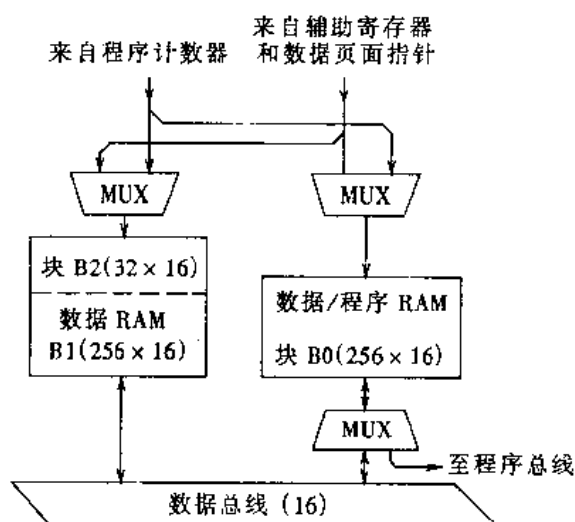 来自程序计数器
来自辅助寄存器
和数据页面指针
MUX
MUX
块 B2(32×16)
数据 RAM
B1(256×16)
数据/程序 RAM
块 B0(256×16)
MUX
至程序总线
数据总线 (16)